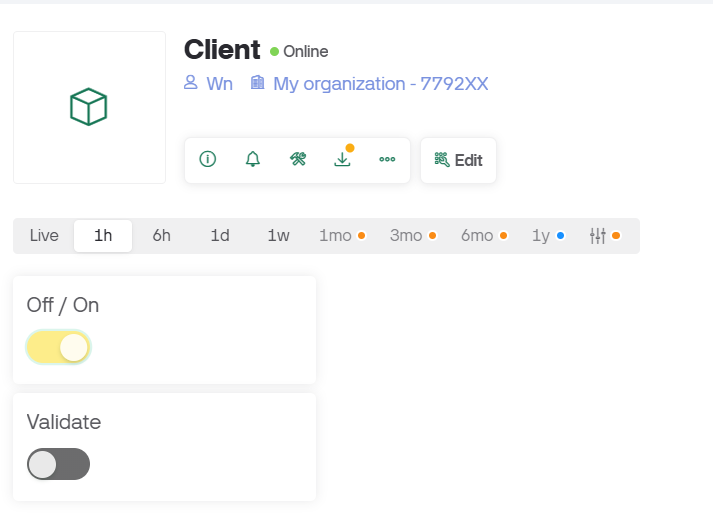 Client Online
Wn My organization - 7792XX
Edit
Live 1h 6h 1d 1w 1mo 3mo 6mo 1y
Off / On
Validate